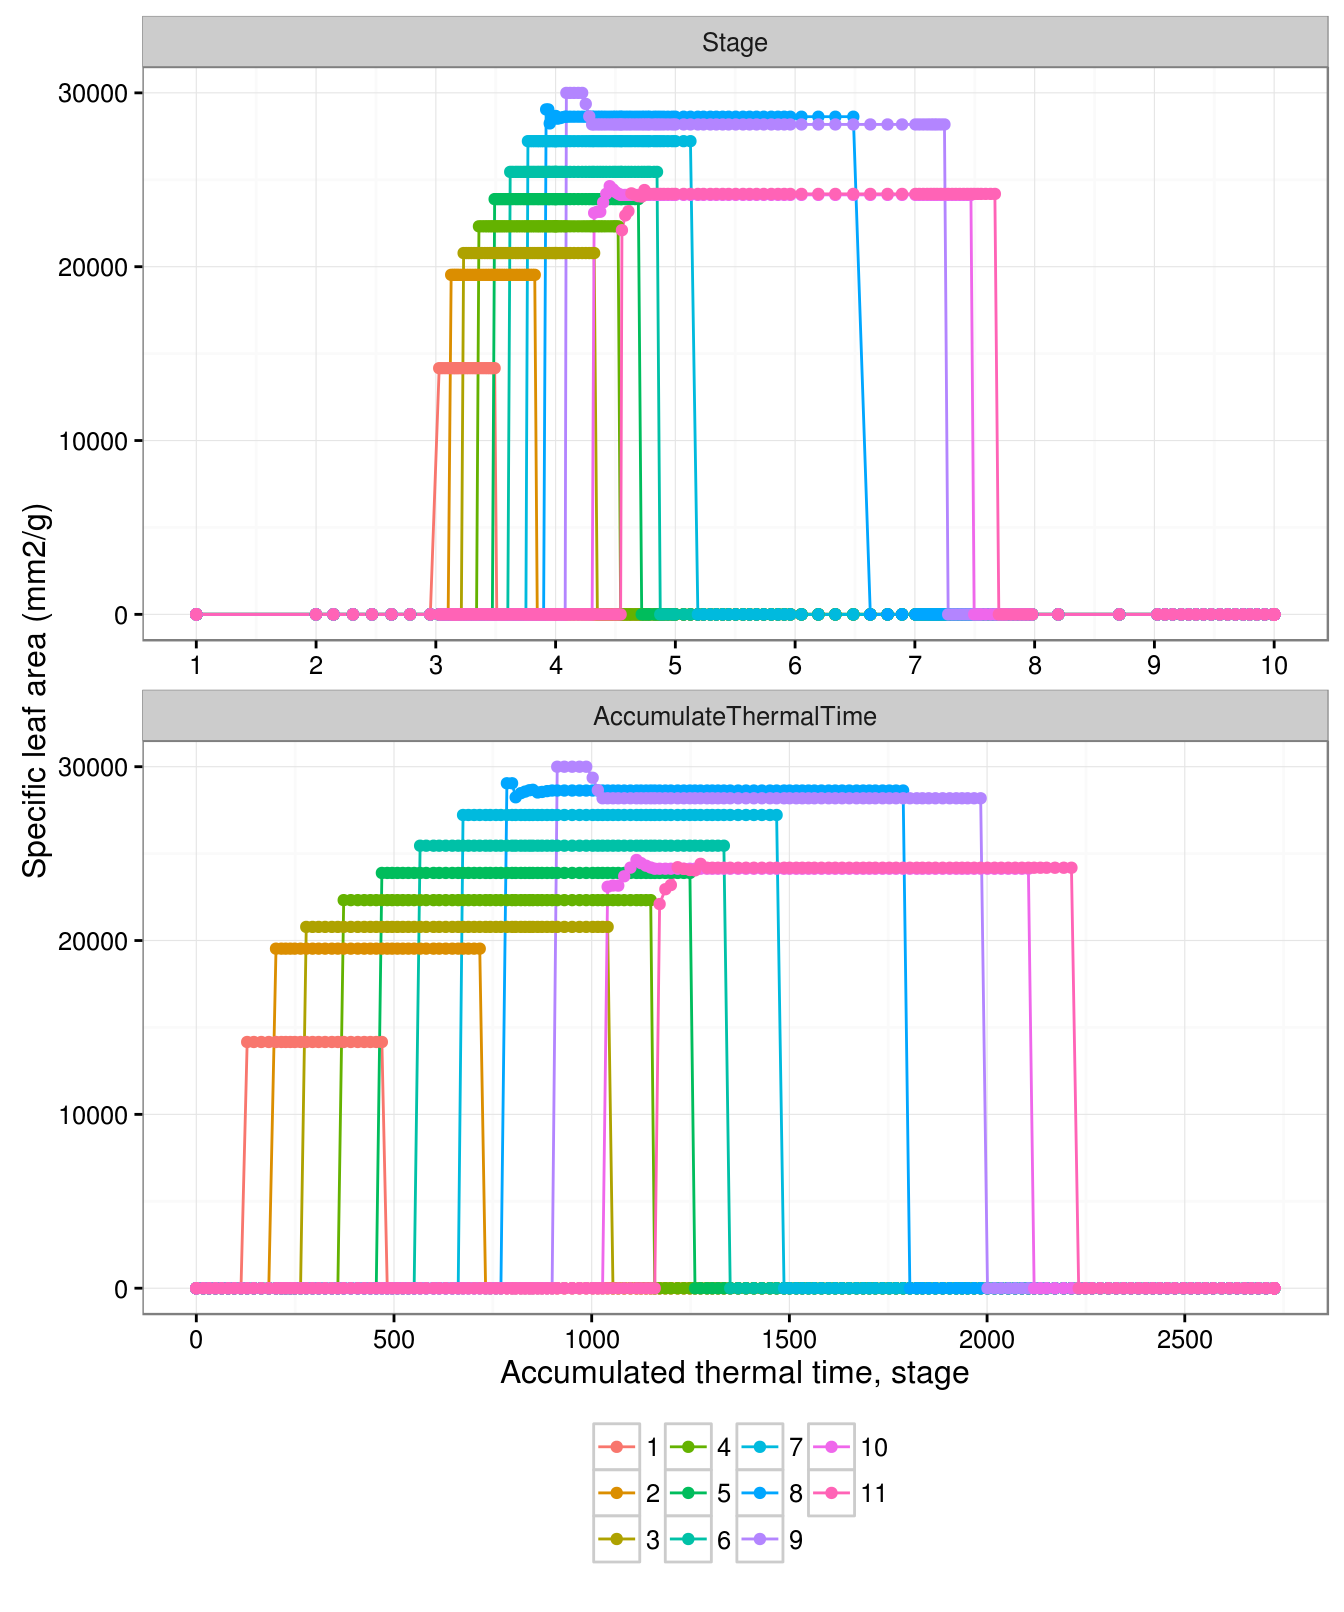 Stage
30000
20000
10000
0
1 2 3 4 5 6 7 8 9 10
Specific leaf area (mm2/g)
AccumulateThermalTime
30000
20000
10000
0
0 500 1000 1500 2000 2500
Accumulated thermal time, stage
1 4 7 10
2 5 8 11
3 6 9